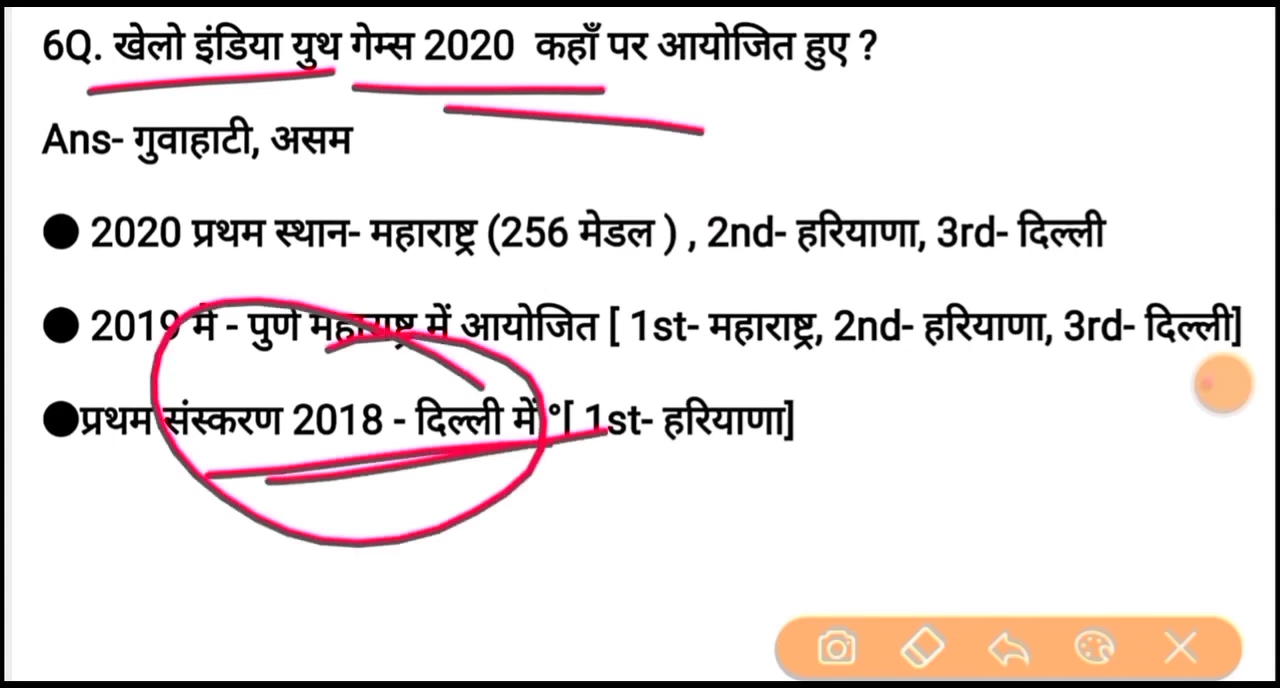 6Q. खेलो इंडिया युथ गेम्स 2020 कहाँ पर आयोजित हुए ?
Ans- गुवाहाटी, असम
● 2020 प्रथम स्थान- महाराष्ट्र (256 मेडल ) , 2nd- हरियाणा, 3rd- दिल्ली
● 2019 में - पुणे महाराष्ट्र में आयोजित [ 1st- महाराष्ट्र, 2nd- हरियाणा, 3rd- दिल्ली]
●प्रथम संस्करण 2018 - दिल्ली में °[ 1st- हरियाणा]